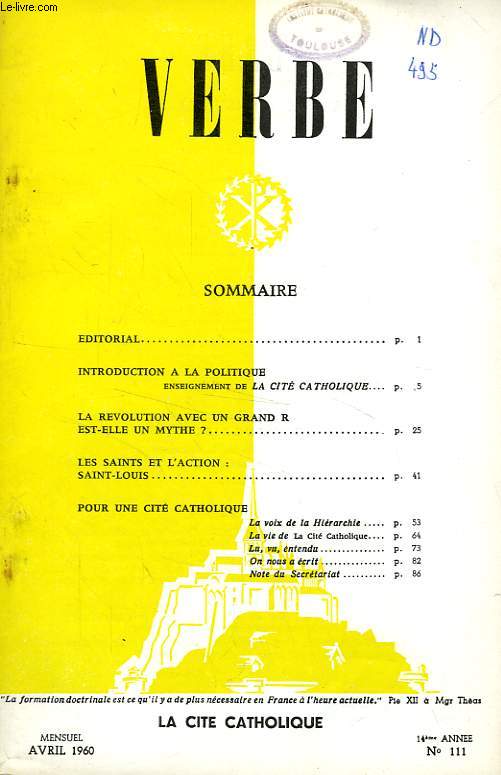 Le-livre.com
TOULOUSE
ND
495
VERBE
SOMMAIRE
EDITORIAL........................................... p. 1
INTRODUCTION A LA POLITIQUE
ENSEIGNEMENT DE LA CITÉ CATHOLIQUE.... p. 5
LA REVOLUTION AVEC UN GRAND R
EST-ELLE UN MYTHE ?............................... p. 25
LES SAINTS ET L'ACTION :
SAINT-LOUIS......................................... p. 41
POUR UNE CITÉ CATHOLIQUE
La voix de la Hiérarchie ..... p. 53
La vie de La Cité Catholique.... p. 64
Lu, vu, entendu............... p. 73
On nous a écrit ............... p. 82
Note du Secrétariat .......... p. 86
"La formation doctrinale est ce qu'il y a de plus nécessaire en France à l'heure actuelle." Pie XII à Mgr Théas
LA CITE CATHOLIQUE
MENSUEL
AVRIL 1960
14ème ANNEE
No 111